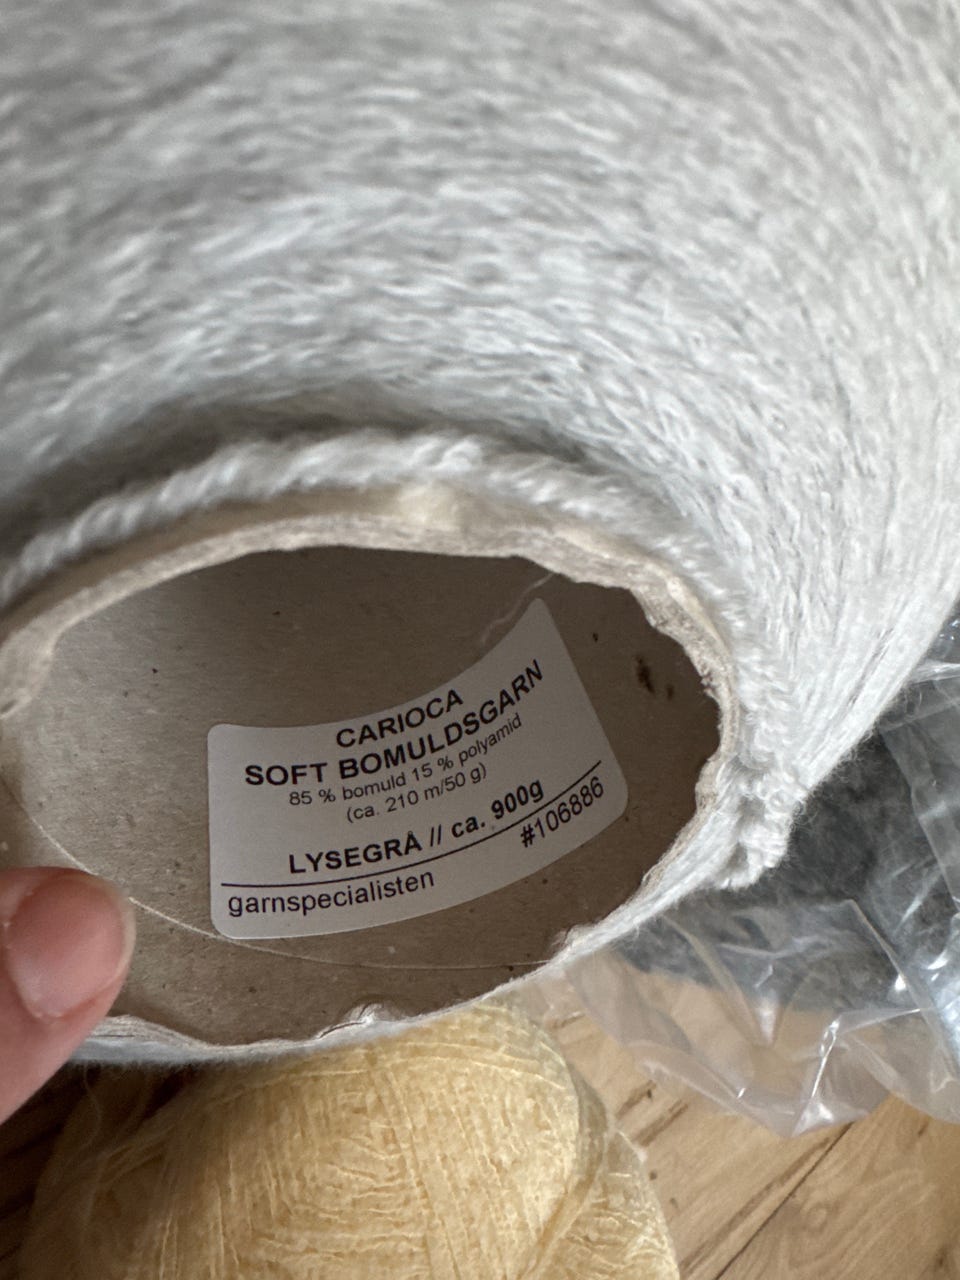 CARIOCA
SOFT BOMULDSGARN
85 % bomuld 15 % polyamid
(ca. 210 m/50 g)
LYSEGRÅ // ca. 900g
#106886
garnspecialisten